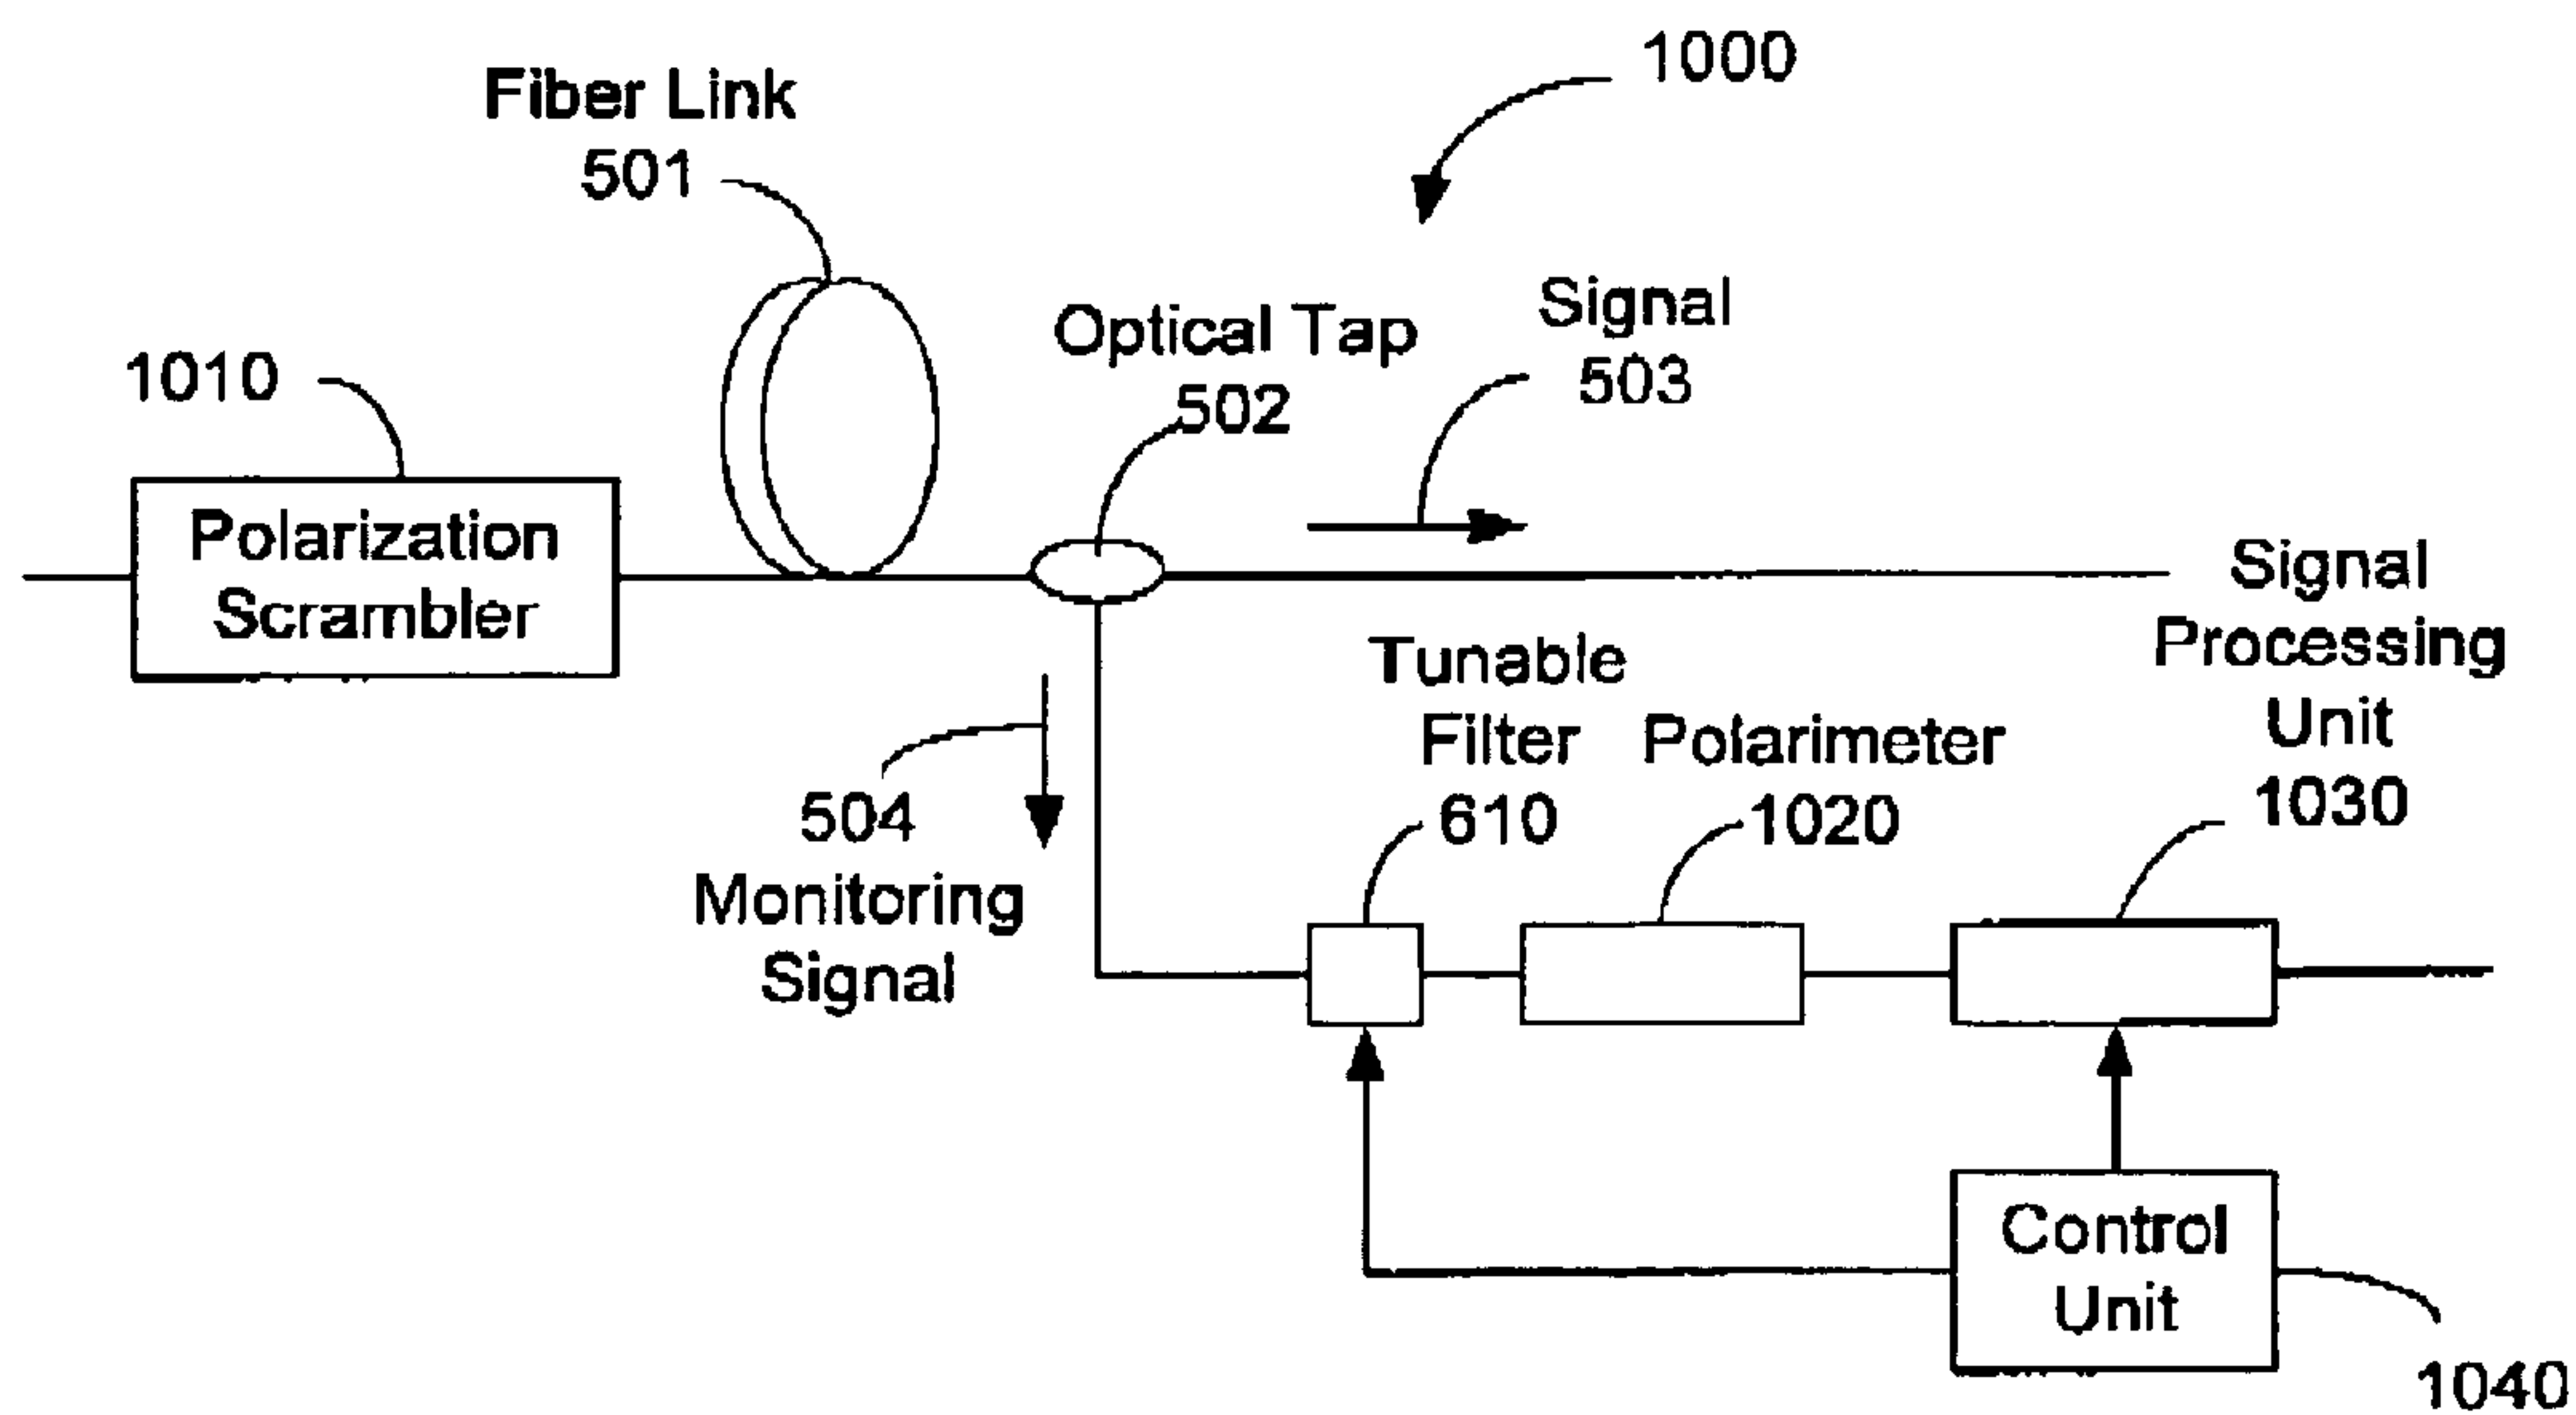 1000
Fiber Link
501
Signal
503
Optical Tap
502
1010
Polarization
Scrambler
Signal
Processing
Unit
1030
Tunable
Filter
610
Polarimeter
1020
504
Monitoring
Signal
Control
Unit
1040